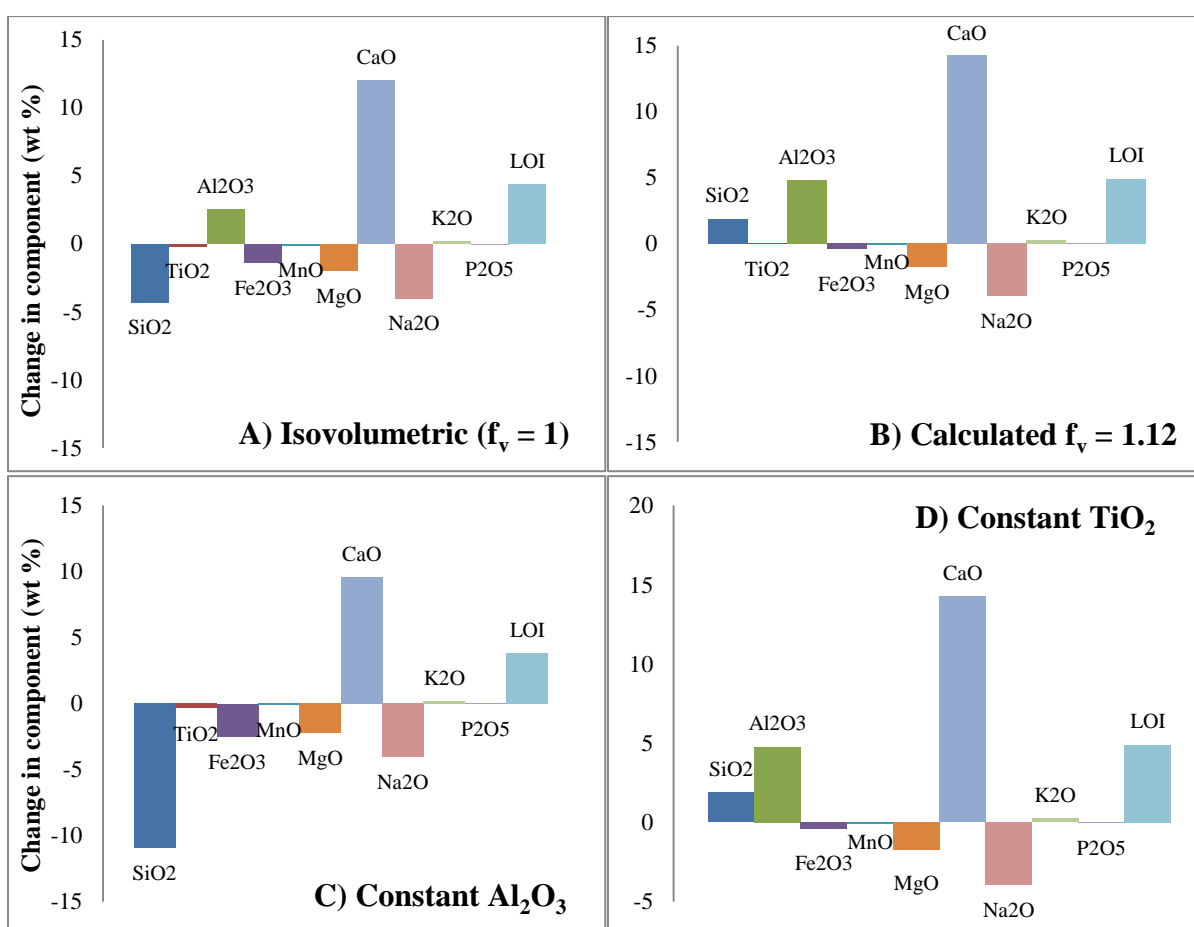 Change in component (wt %)
15
10
5
0
-5
-10
-15
SiO2
TiO2
Al2O3
Fe2O3
MnO
MgO
CaO
Na2O
K2O
P2O5
LOI
A) Isovolumetric (fv = 1)
15
10
5
0
-5
-10
-15
SiO2
TiO2
Al2O3
Fe2O3
MnO
MgO
CaO
Na2O
K2O
P2O5
LOI
B) Calculated fv = 1.12
Change in component (wt %)
15
10
5
0
-5
-10
-15
SiO2
TiO2
Fe2O3
MnO
MgO
CaO
Na2O
K2O
P2O5
LOI
C) Constant Al2O3
20
15
10
5
0
-5
D) Constant TiO2
SiO2
Al2O3
Fe2O3
MnO
MgO
CaO
Na2O
K2O
P2O5
LOI